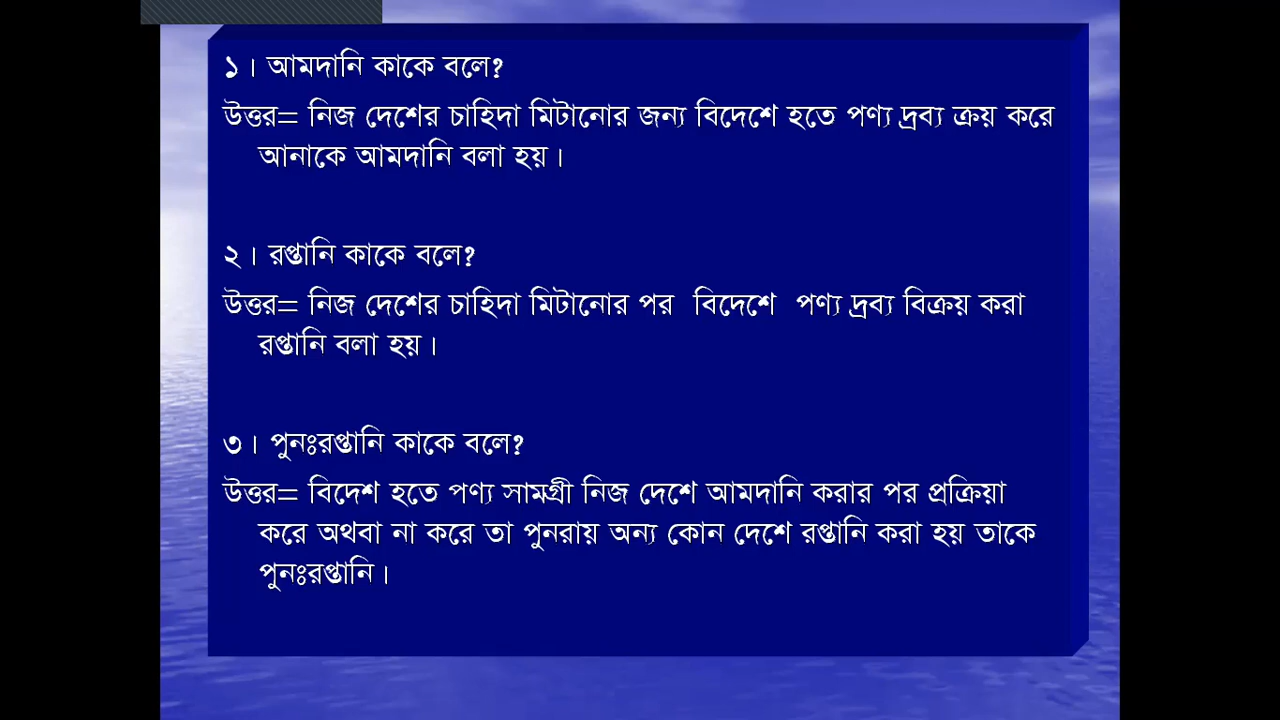 ১। আমদানি কাকে বলে?
উত্তর= নিজ দেশের চাহিদা মিটানোর জন্য বিদেশে হতে পণ্য দ্রব্য ক্রয় করে
আনাকে আমদানি বলা হয়।
২। রপ্তানি কাকে বলে?
উত্তর= নিজ দেশের চাহিদা মিটানোর পর বিদেশে পণ্য দ্রব্য বিক্রয় করা
রপ্তানি বলা হয়।
৩। পুনঃরপ্তানি কাকে বলে?
উত্তর= বিদেশ হতে পণ্য সামগ্রী নিজ দেশে আমদানি করার পর প্রক্রিয়া
করে অথবা না করে তা পুনরায় অন্য কোন দেশে রপ্তানি করা হয় তাকে
পুনঃরপ্তানি।